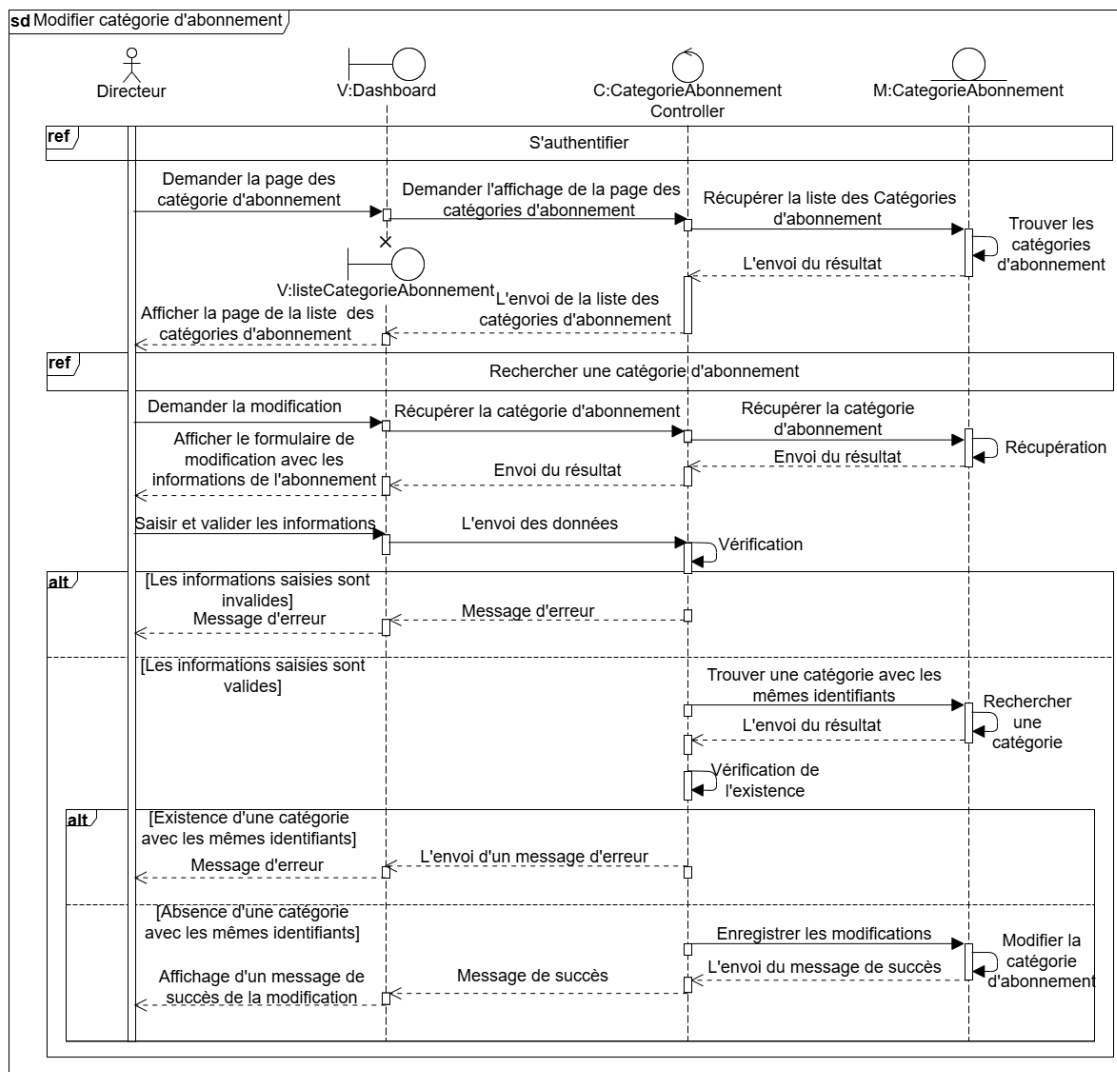 sd Modifier catégorie d'abonnement
Directeur
V:Dashboard
C:CategorieAbonnement
Controller
M:CategorieAbonnement
ref
S'authentifier
Demander la page des
catégorie d'abonnement
Demander l'affichage de la page des
catégories d'abonnement
Récupérer la liste des Catégories
d'abonnement
Trouver les
catégories
d'abonnement
L'envoi du résultat
V:listeCategorieAbonnement
L'envoi de la liste des
catégories d'abonnement
Afficher la page de la liste des
catégories d'abonnement
ref
Rechercher une catégorie d'abonnement
Demander la modification
Récupérer la catégorie d'abonnement
Récupérer la catégorie
d'abonnement
Récupération
Envoi du résultat
Envoi du résultat
Afficher le formulaire de
modification avec les
informations de l'abonnement
Saisir et valider les informations
L'envoi des données
Vérification
alt
[Les informations saisies sont
invalides]
Message d'erreur
Message d'erreur
[Les informations saisies sont
valides]
Trouver une catégorie avec les
mêmes identifiants
Rechercher
une
catégorie
L'envoi du résultat
Vérification de
l'existence
alt
[Existence d'une catégorie
avec les mêmes identifiants]
L'envoi d'un message d'erreur
Message d'erreur
[Absence d'une catégorie
avec les mêmes identifiants]
Enregistrer les modifications
Modifier la
catégorie
d'abonnement
L'envoi du message de succès
Message de succès
Affichage d'un message de
succès de la modification